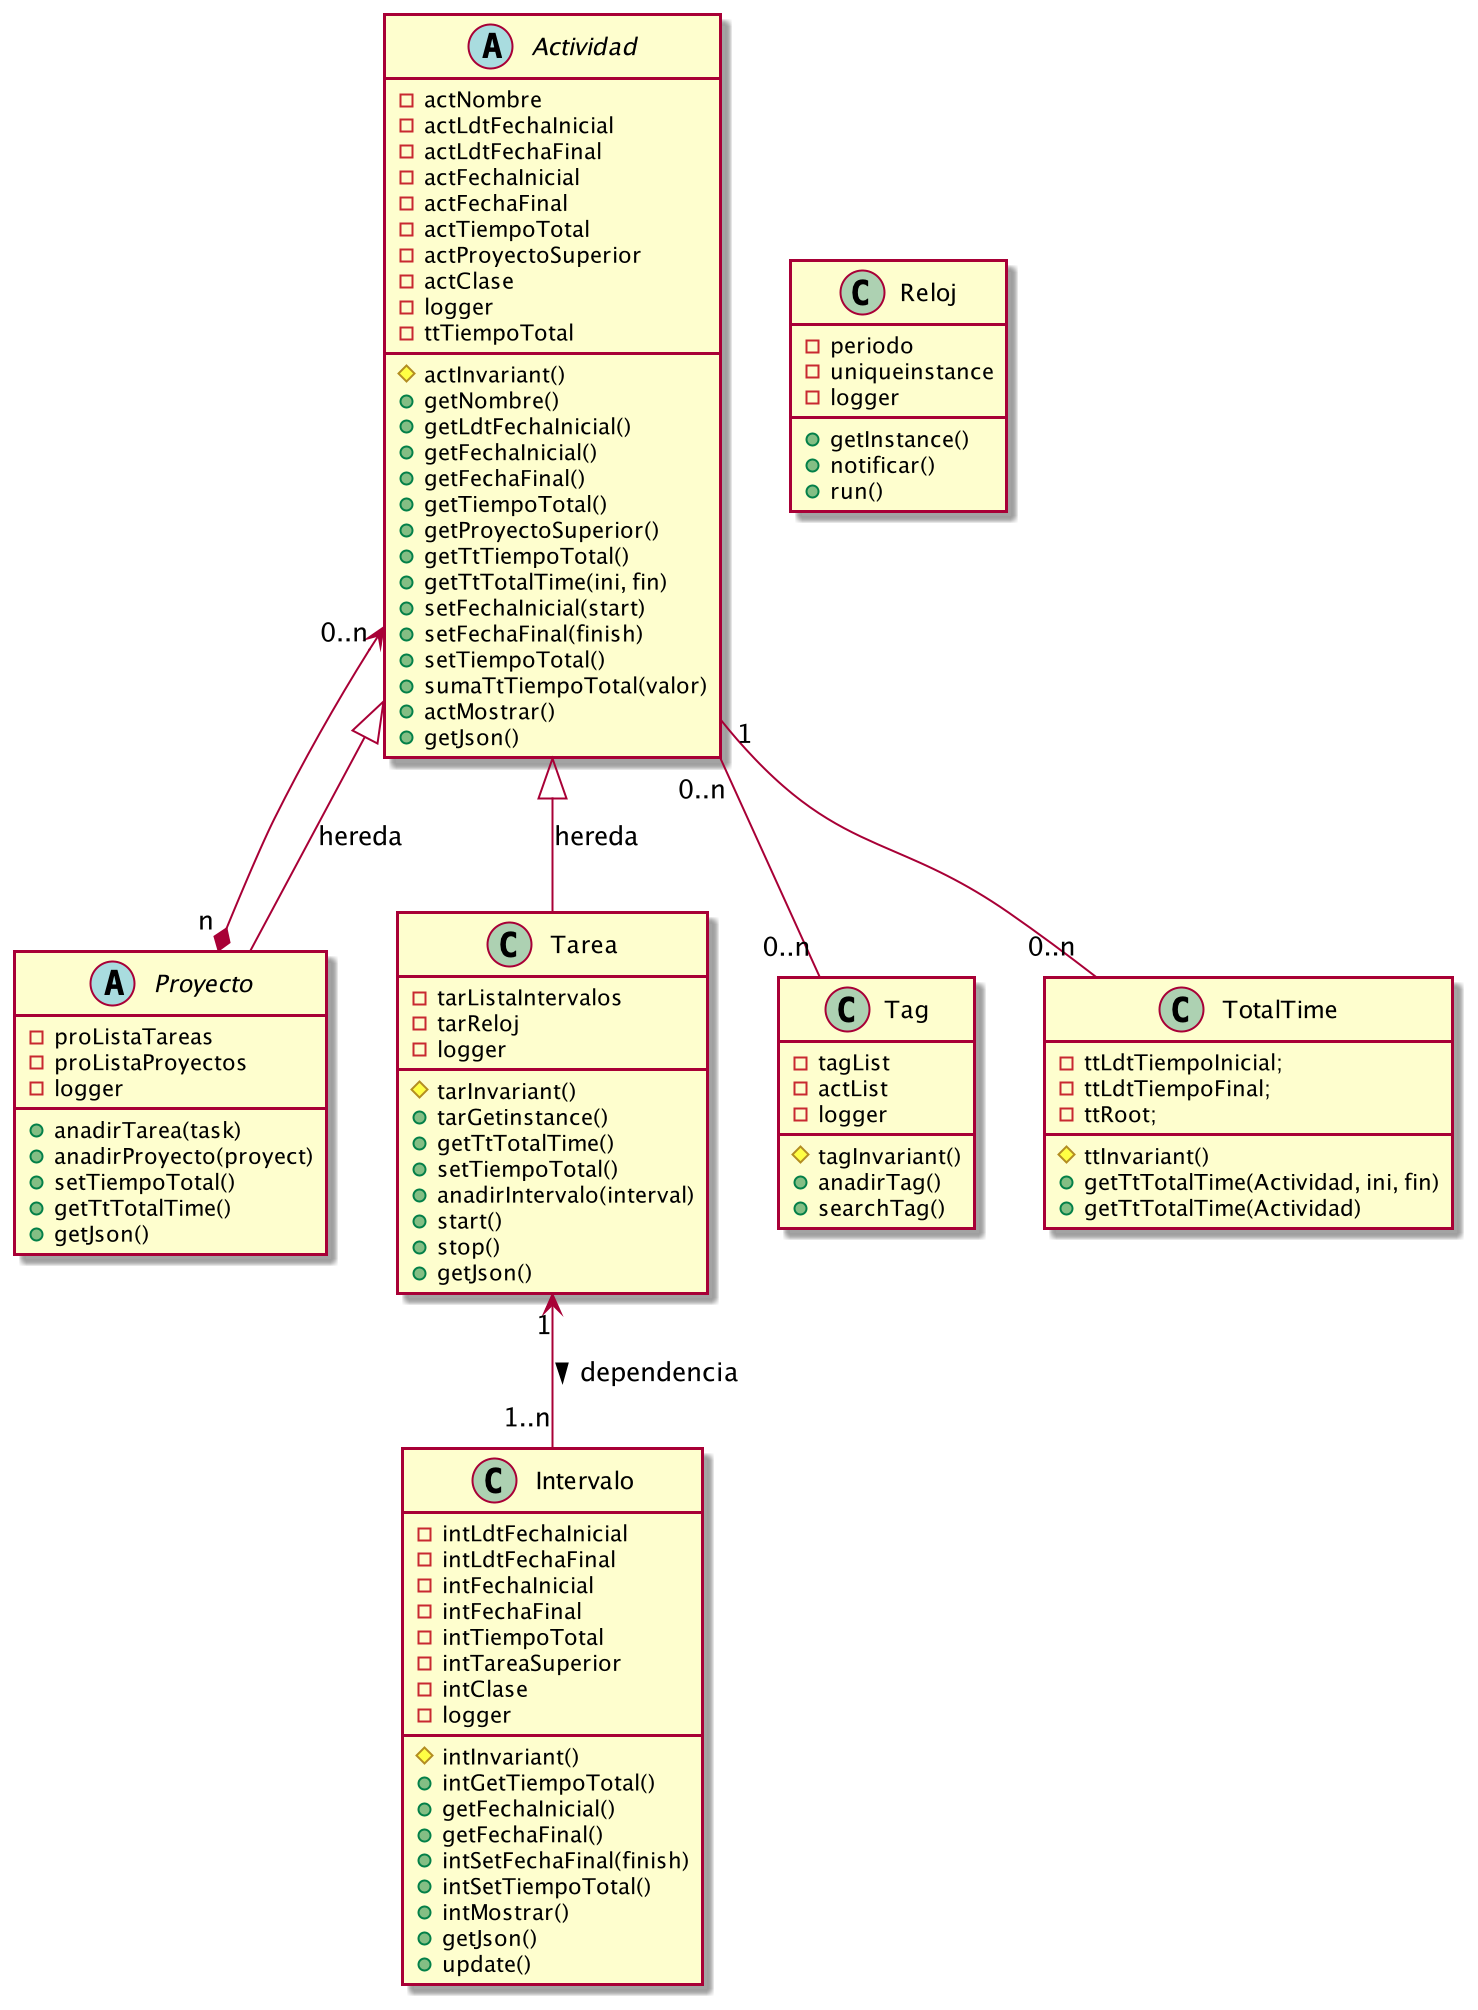 A Actividad
actNombre
actLdtFechaInicial
actLdtFechaFinal
actFechaInicial
actFechaFinal
actTiempoTotal
actProyectoSuperior
actClase
logger
ttTiempoTotal
actInvariant()
getNombre()
getLdtFechaInicial()
getFechaInicial()
getFechaFinal()
getTiempoTotal()
getProyectoSuperior()
getTtTiempoTotal()
getTtTotalTime(ini, fin)
setFechaInicial(start)
setFechaFinal(finish)
setTiempoTotal()
sumaTtTiempoTotal(valor)
actMostrar()
getJson()
C Reloj
periodo
uniqueinstance
logger
getInstance()
notificar()
run()
0..n
n
hereda
hereda
0..n
0..n
1
0..n
A Proyecto
proListaTareas
proListaProyectos
logger
anadirTarea(task)
anadirProyecto(proyect)
setTiempoTotal()
getTtTotalTime()
getJson()
C Tarea
tarListaIntervalos
tarReloj
logger
tarInvariant()
tarGetinstance()
getTtTotalTime()
setTiempoTotal()
anadirIntervalo(interval)
start()
stop()
getJson()
C Tag
tagList
actList
logger
tagInvariant()
anadirTag()
searchTag()
C TotalTime
ttLdtTiempoInicial;
ttLdtTiempoFinal;
ttRoot;
ttInvariant()
getTtTotalTime(Actividad, ini, fin)
getTtTotalTime(Actividad)
1
dependencia
1..n
C Intervalo
intLdtFechaInicial
intLdtFechaFinal
intFechaInicial
intFechaFinal
intTiempoTotal
intTareaSuperior
intClase
logger
intInvariant()
intGetTiempoTotal()
getFechaInicial()
getFechaFinal()
intSetFechaFinal(finish)
intSetTiempoTotal()
intMostrar()
getJson()
update()